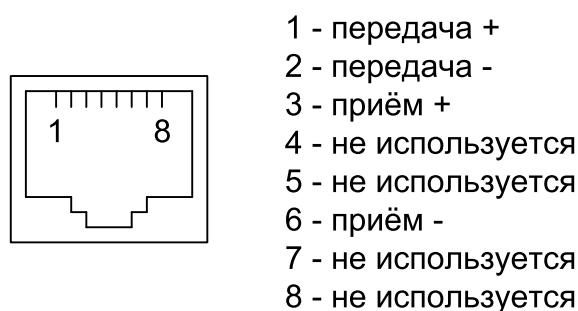 1 - передача +
2 - передача -
3 - приём +
4 - не используется
5 - не используется
6 - приём -
7 - не используется
8 - не используется
1 8